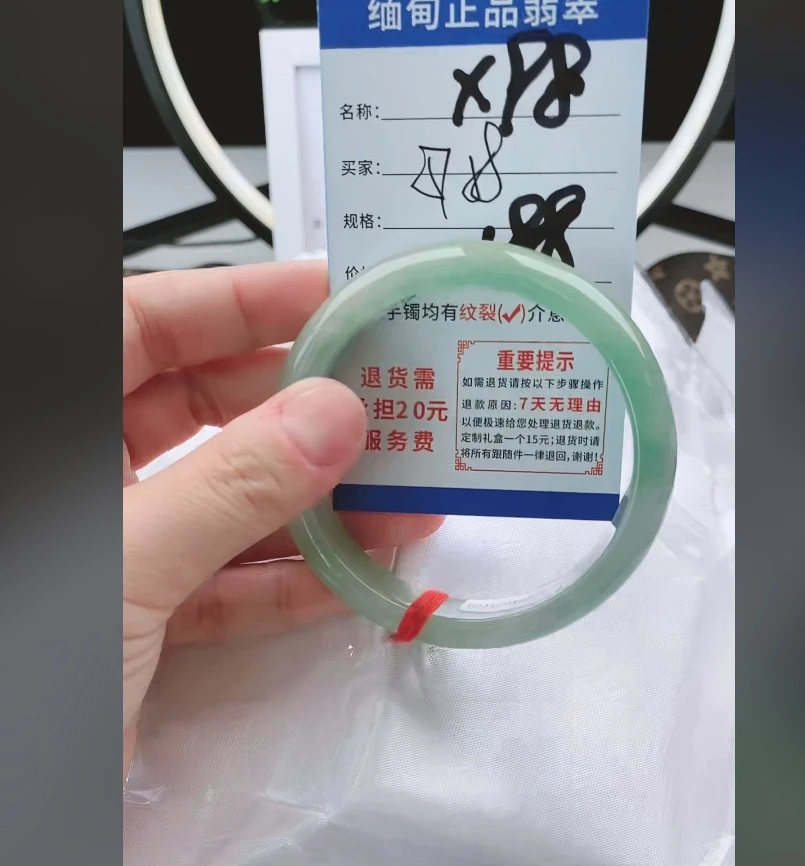 缅甸正品翡翠
名称:
买家:
规格:
手镯均有纹裂(✓)介意
退货需
担20元
服务费
重要提示
如需退货请按以下步骤操作
退款原因:7天无理由
以便极速给您处理退货退款。
定制礼盒一个15元;退货时请
将所有跟随件一律退回,谢谢!